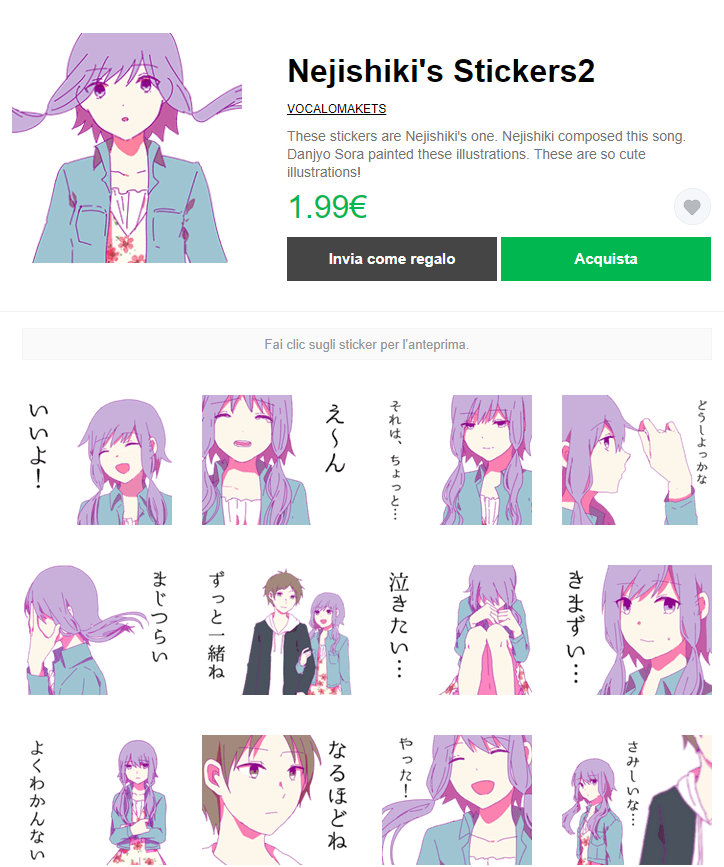 Nejishiki's Stickers2
VOCALOMAKETS
These stickers are Nejishiki's one. Nejishiki composed this song.
Danjyo Sora painted these illustrations. These are so cute
illustrations!
1.99€
Invia come regalo
Acquista
Fai clic sugli sticker per l'anteprima.
いいよ！
え〜ん
それは、ちょっと…
どうしよっかな
まじつらい
ずっと一緒ね
泣きたい…
きまずい…
よくわかんない
なるほどね
やった！
さみしいな…